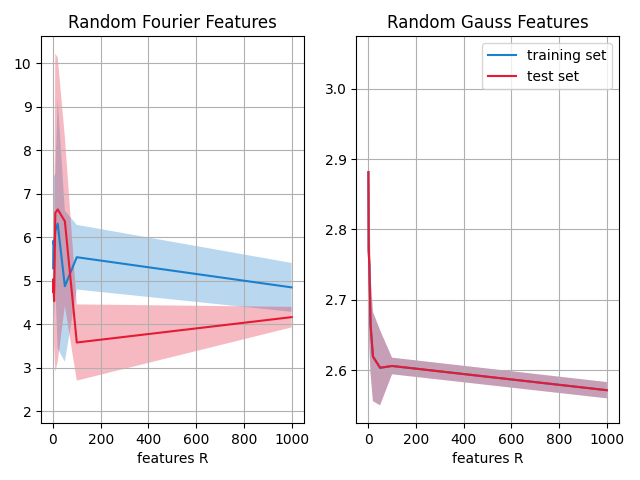 Random Fourier Features
10
9
8
7
6
5
4
3
2
0 200 400 600 800 1000
features R
Random Gauss Features
training set
test set
3.0
2.9
2.8
2.7
2.6
0 200 400 600 800 1000
features R